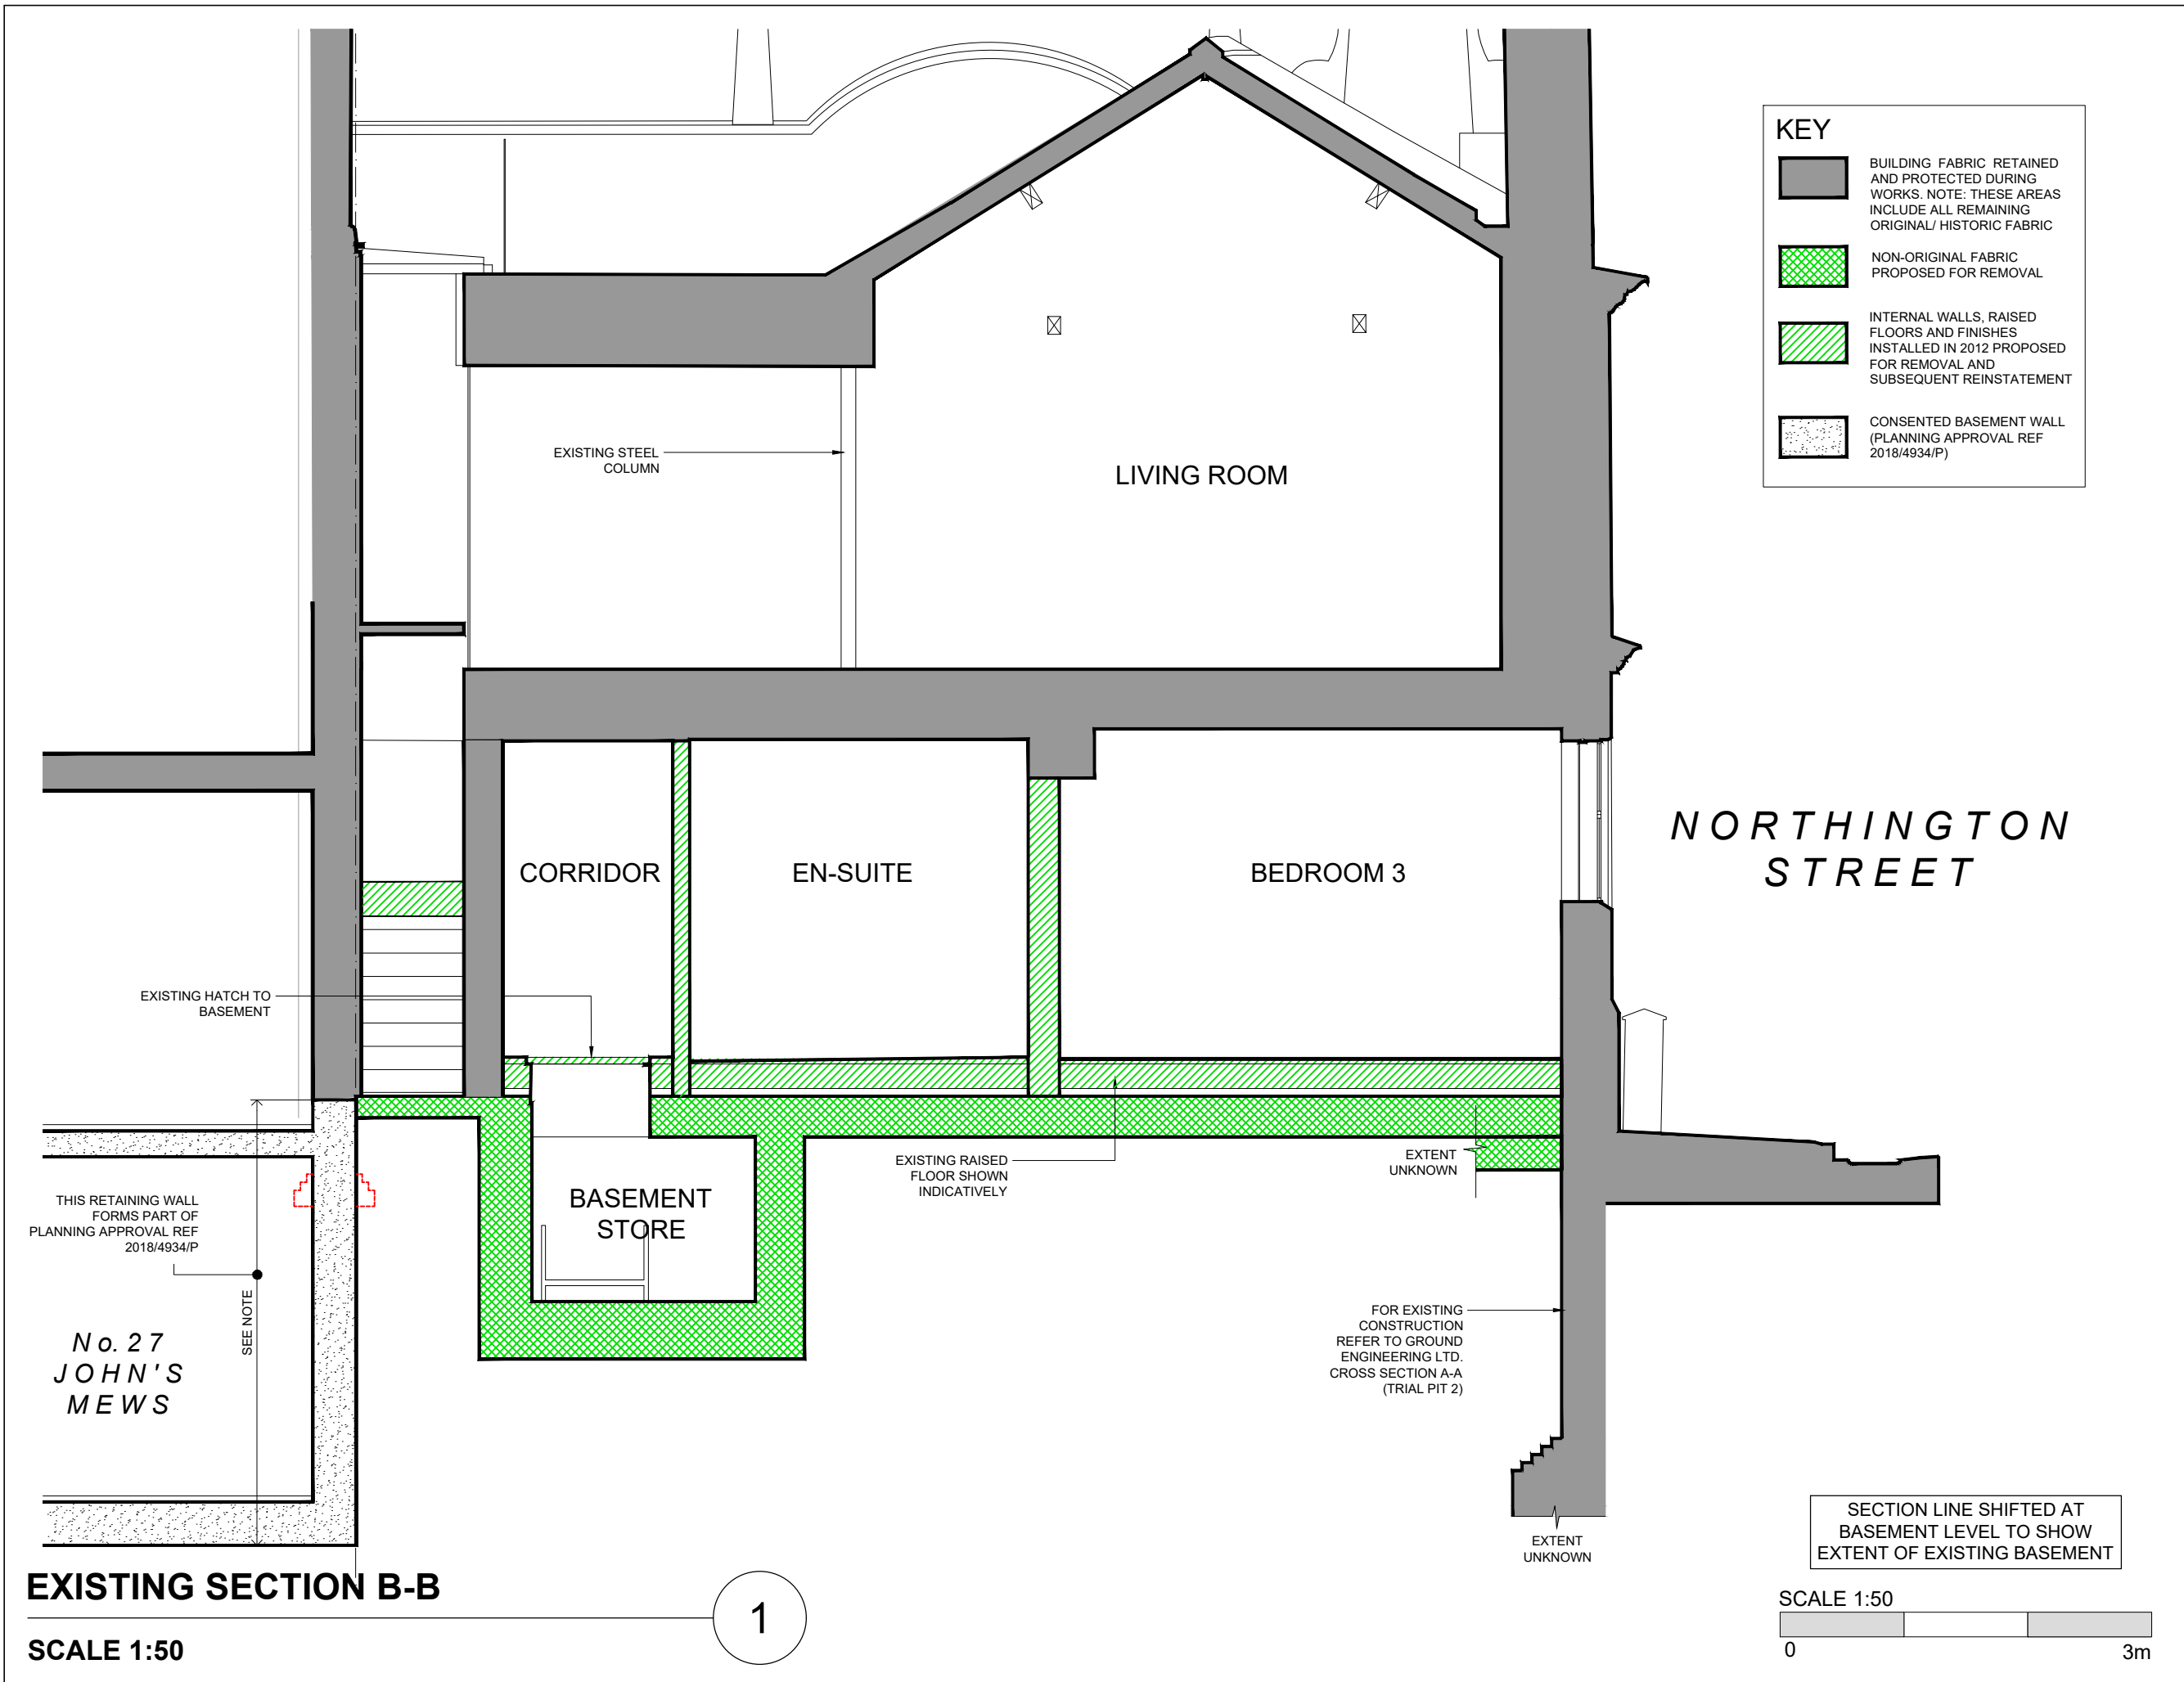 KEY
BUILDING FABRIC RETAINED
AND PROTECTED DURING
WORKS. NOTE: THESE AREAS
INCLUDE ALL REMAINING
ORIGINAL/ HISTORIC FABRIC
NON-ORIGINAL FABRIC
PROPOSED FOR REMOVAL
INTERNAL WALLS, RAISED
FLOORS AND FINISHES
INSTALLED IN 2012 PROPOSED
FOR REMOVAL AND
SUBSEQUENT REINSTATEMENT
CONSENTED BASEMENT WALL
(PLANNING APPROVAL REF
2018/4934/P)
EXISTING STEEL
COLUMN
LIVING ROOM
NORTHINGTON
STREET
CORRIDOR
EN-SUITE
BEDROOM 3
EXISTING HATCH TO
BASEMENT
EXISTING RAISED
FLOOR SHOWN
INDICATIVELY
EXTENT
UNKNOWN
BASEMENT
STORE
THIS RETAINING WALL
FORMS PART OF
PLANNING APPROVAL REF
2018/4934/P
SEE NOTE
No. 27
JOHN'S
MEWS
FOR EXISTING
CONSTRUCTION
REFER TO GROUND
ENGINEERING LTD.
CROSS SECTION A-A
(TRIAL PIT 2)
EXTENT
UNKNOWN
SECTION LINE SHIFTED AT
BASEMENT LEVEL TO SHOW
EXTENT OF EXISTING BASEMENT
EXISTING SECTION B-B
1
SCALE 1:50
SCALE 1:50
0
3m